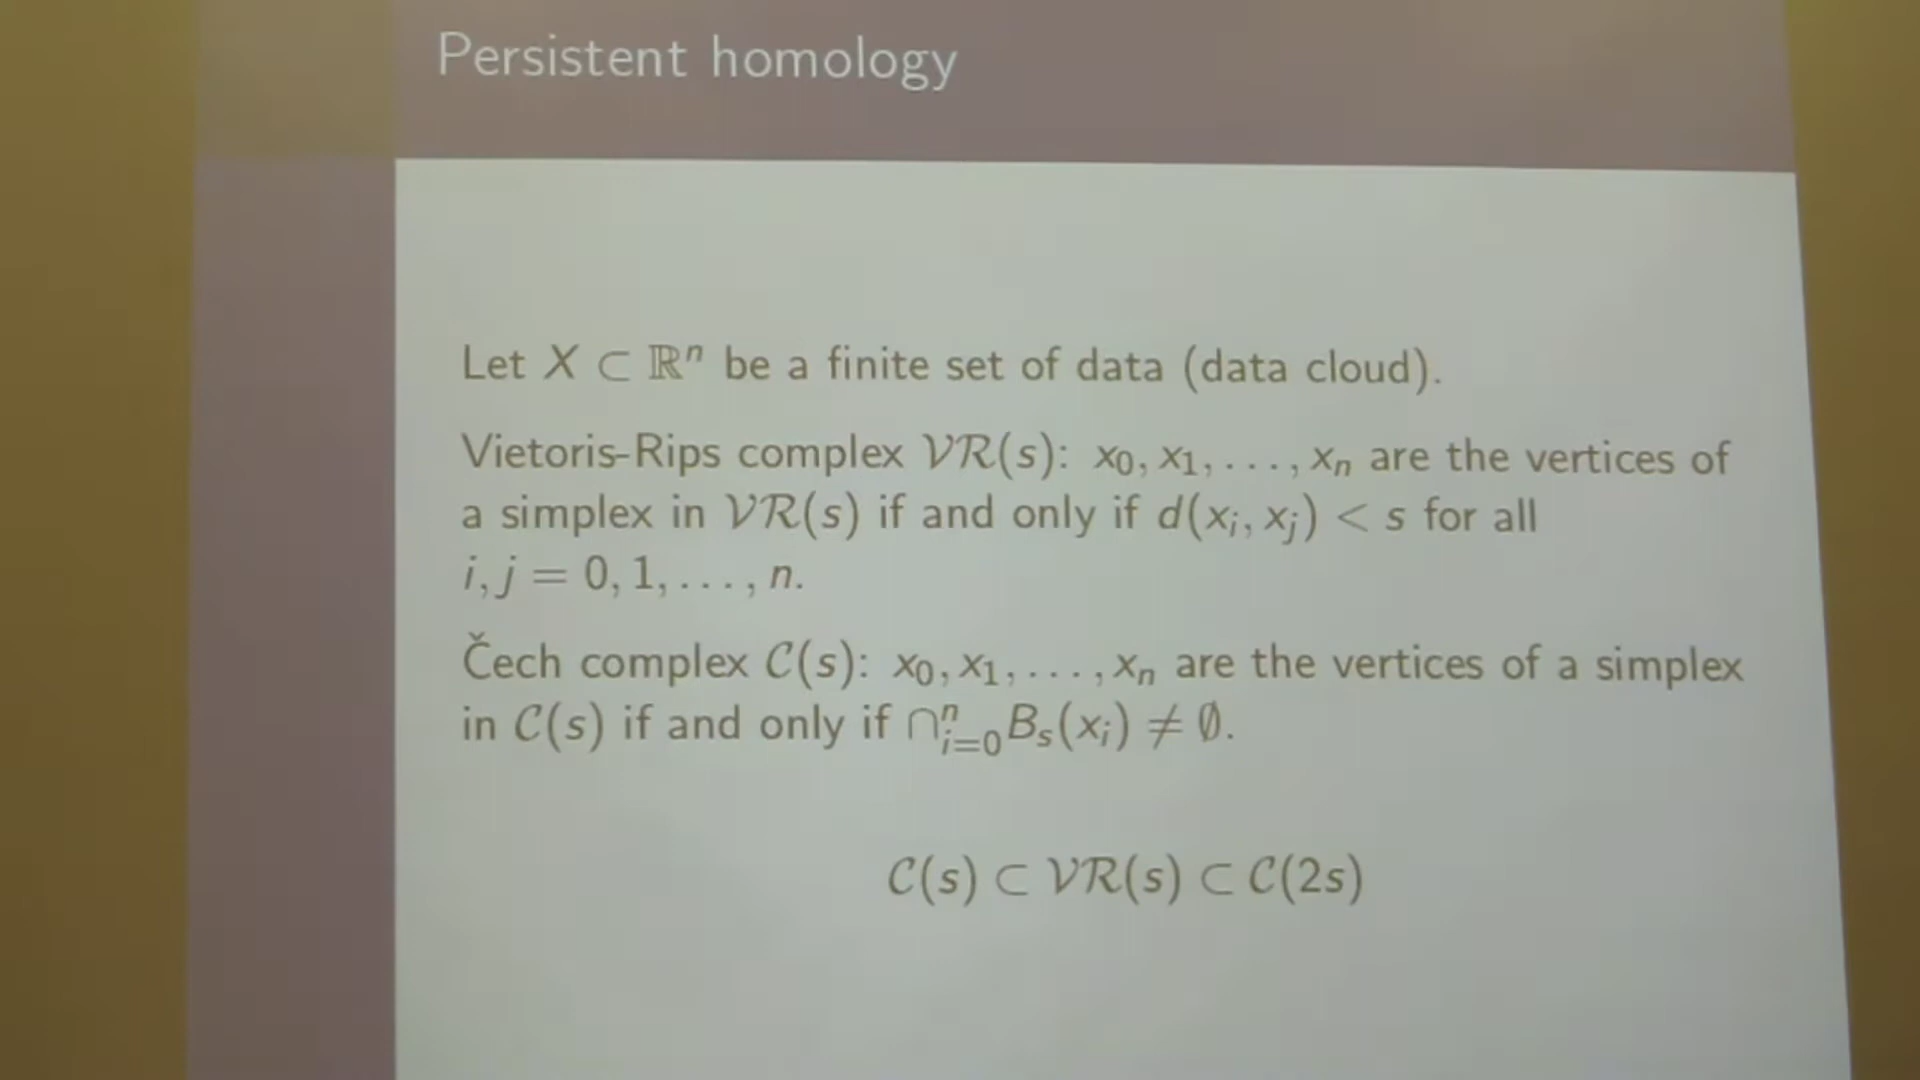 Persistent homology
Let X ⊂ ℝⁿ be a finite set of data (data cloud).
Vietoris-Rips complex 𝒱ℛ(s): x₀, x₁, . . . , xₙ are the vertices of
a simplex in 𝒱ℛ(s) if and only if d(xᵢ, xⱼ) < s for all
i, j = 0, 1, . . . , n.
Čech complex 𝒞(s): x₀, x₁, . . . , xₙ are the vertices of a simplex
in 𝒞(s) if and only if ∩ⁿᵢ₌₀ Bₛ(xᵢ) ≠ ∅.
𝒞(s) ⊂ 𝒱ℛ(s) ⊂ 𝒞(2s)